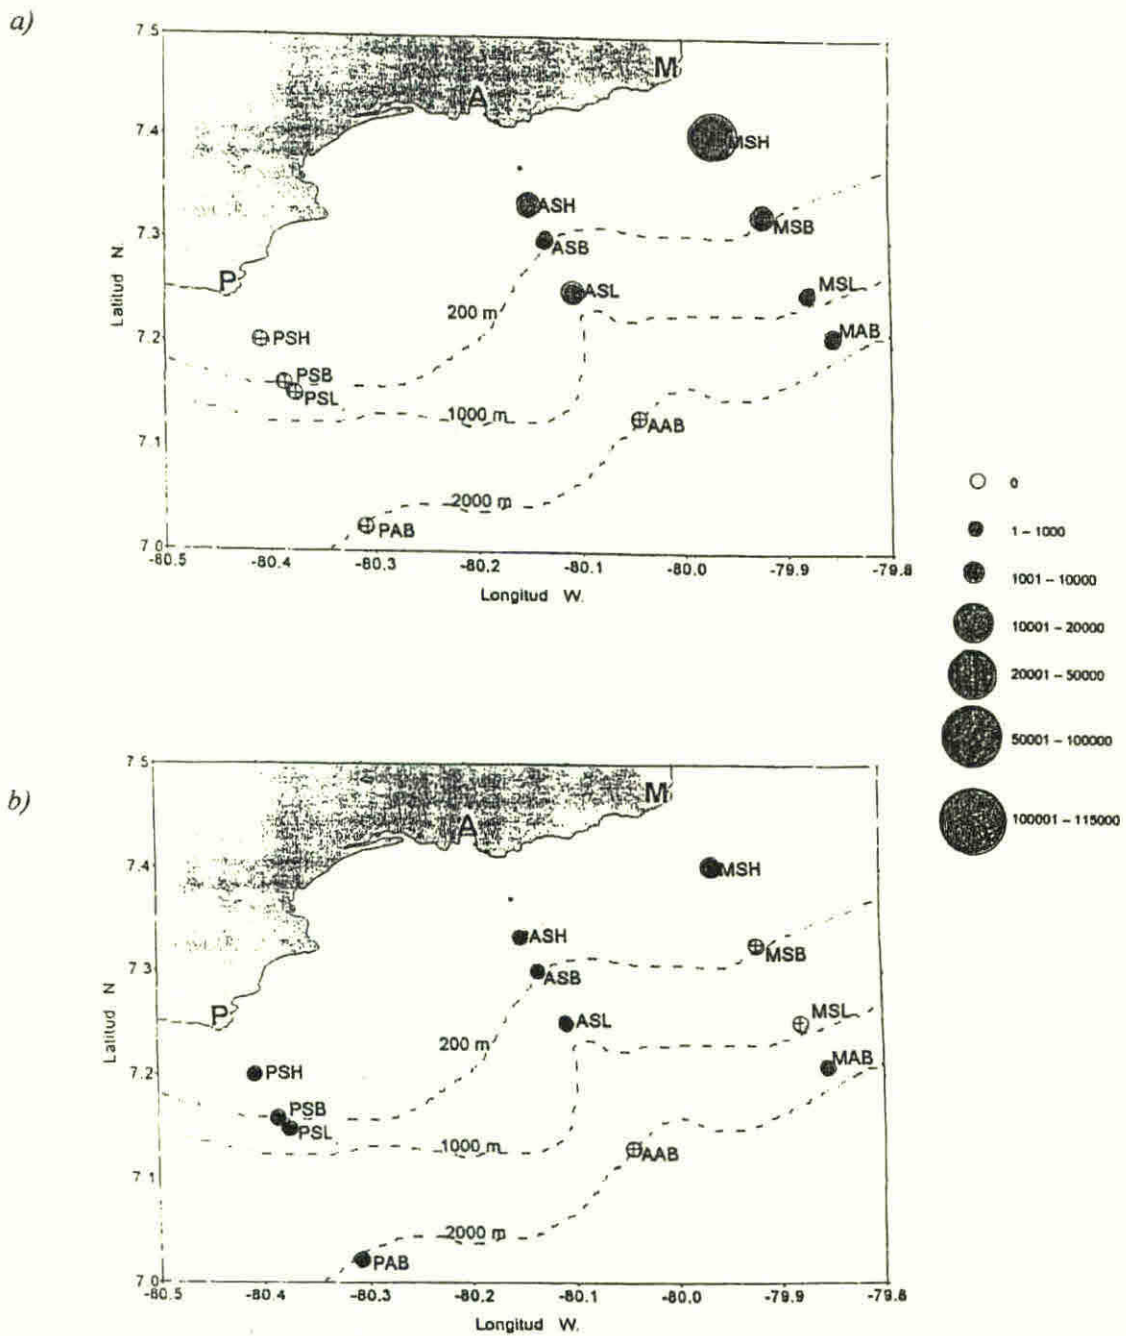 a)
7.5
7.4
7.3
7.2
7.1
7.0
Latitud N.
M
A
P
MSH
ASH
ASB
MSB
ASL
MSL
MAB
200 m
PSH
PSB
PSL
1000 m
AAB
2000 m
PAB
-80.5 -80.4 -80.3 -80.2 -80.1 -80.0 -79.9 -79.8
Longitud W.
0
1 – 1000
1001 – 10000
10001 – 20000
20001 – 50000
50001 – 100000
100001 – 115000
b)
7.5
7.4
7.3
7.2
7.1
7.0
Latitud N
M
A
P
MSH
ASH
ASB
MSB
ASL
MSL
MAB
200 m
PSH
PSB
PSL
1000 m
AAB
2000 m
PAB
-80.5 -80.4 -80.3 -80.2 -80.1 -80.0 -79.9 -79.8
Longitud W.